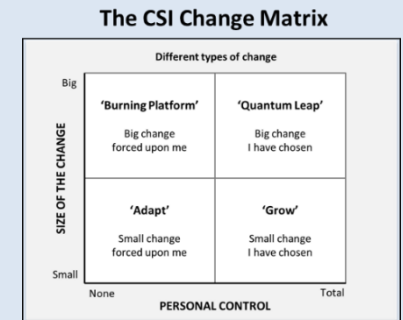 The CSI Change Matrix
Different types of change
Big
'Burning Platform'
Big change
forced upon me
'Quantum Leap'
Big change
I have chosen
SIZE OF THE CHANGE
'Adapt'
Small change
forced upon me
'Grow'
Small change
I have chosen
Small
None
Total
PERSONAL CONTROL